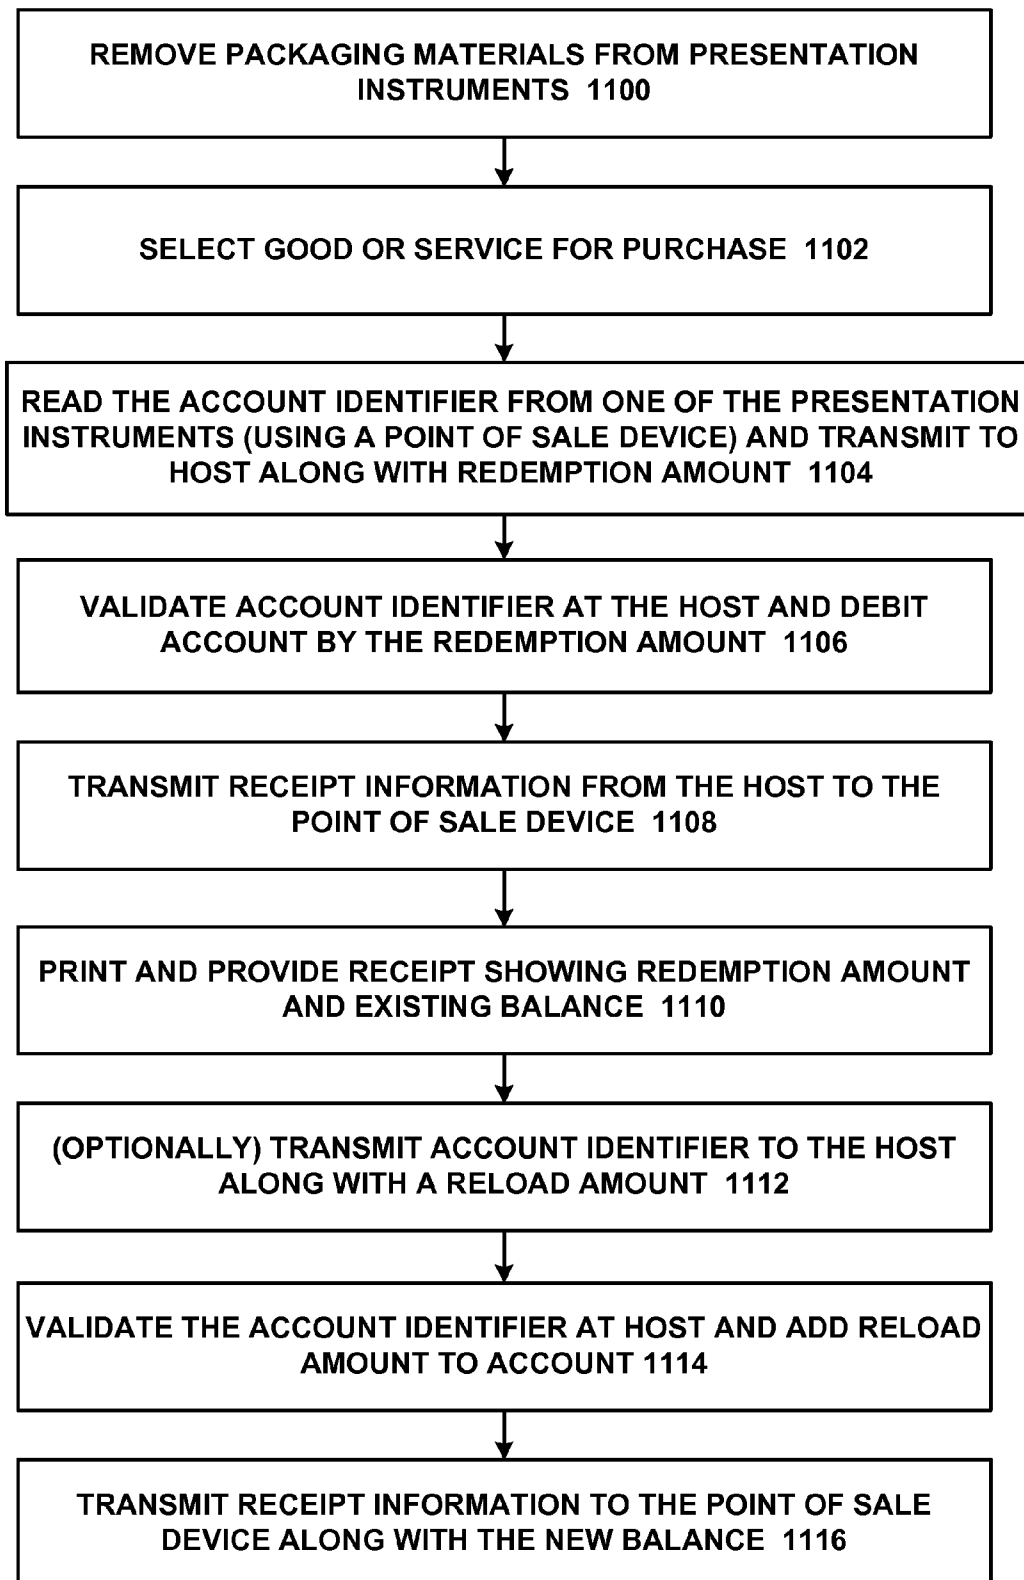 REMOVE PACKAGING MATERIALS FROM PRESENTATION
INSTRUMENTS 1100
SELECT GOOD OR SERVICE FOR PURCHASE 1102
READ THE ACCOUNT IDENTIFIER FROM ONE OF THE PRESENTATION
INSTRUMENTS (USING A POINT OF SALE DEVICE) AND TRANSMIT TO
HOST ALONG WITH REDEMPTION AMOUNT 1104
VALIDATE ACCOUNT IDENTIFIER AT THE HOST AND DEBIT
ACCOUNT BY THE REDEMPTION AMOUNT 1106
TRANSMIT RECEIPT INFORMATION FROM THE HOST TO THE
POINT OF SALE DEVICE 1108
PRINT AND PROVIDE RECEIPT SHOWING REDEMPTION AMOUNT
AND EXISTING BALANCE 1110
(OPTIONALLY) TRANSMIT ACCOUNT IDENTIFIER TO THE HOST
ALONG WITH A RELOAD AMOUNT 1112
VALIDATE THE ACCOUNT IDENTIFIER AT HOST AND ADD RELOAD
AMOUNT TO ACCOUNT 1114
TRANSMIT RECEIPT INFORMATION TO THE POINT OF SALE
DEVICE ALONG WITH THE NEW BALANCE 1116